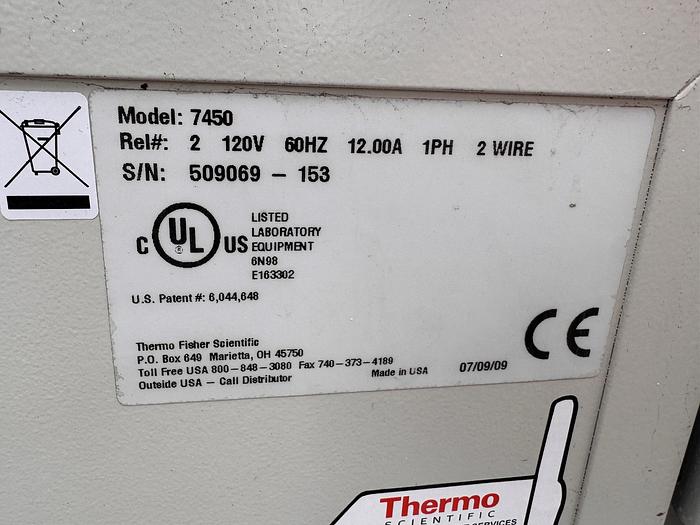 Model: 7450
Rel#: 2 120V 60HZ 12.00A 1PH 2 WIRE
S/N: 509069 - 153
C UL ® US
LISTED
LABORATORY
EQUIPMENT
6N98
E163302
U.S. Patent #: 6,044,648
Thermo Fisher Scientific
P.O. Box 649 Marietta, OH 45750
Toll Free USA 800-848-3080 Fax 740-373-4189
Outside USA - Call Distributor
Made in USA
07/09/09
CE
Thermo
SCIENTIFIC
SERVICES